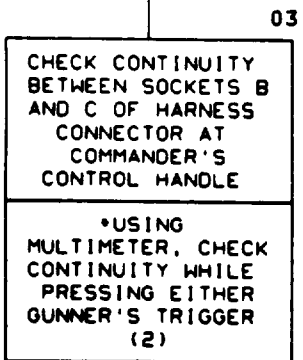 03
CHECK CONTINUITY
BETWEEN SOCKETS B
AND C OF HARNESS
CONNECTOR AT
COMMANDER'S
CONTROL HANDLE
•USING
MULTIMETER, CHECK
CONTINUITY WHILE
PRESSING EITHER
GUNNER'S TRIGGER
(2)